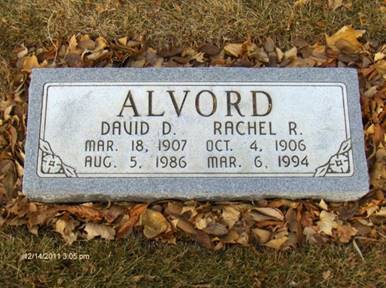 ALVORD
DAVID D. RACHEL R.
MAR. 18, 1907 OCT. 4, 1906
AUG. 5, 1986 MAR. 6, 1994
12/14/2011 3:05 pm